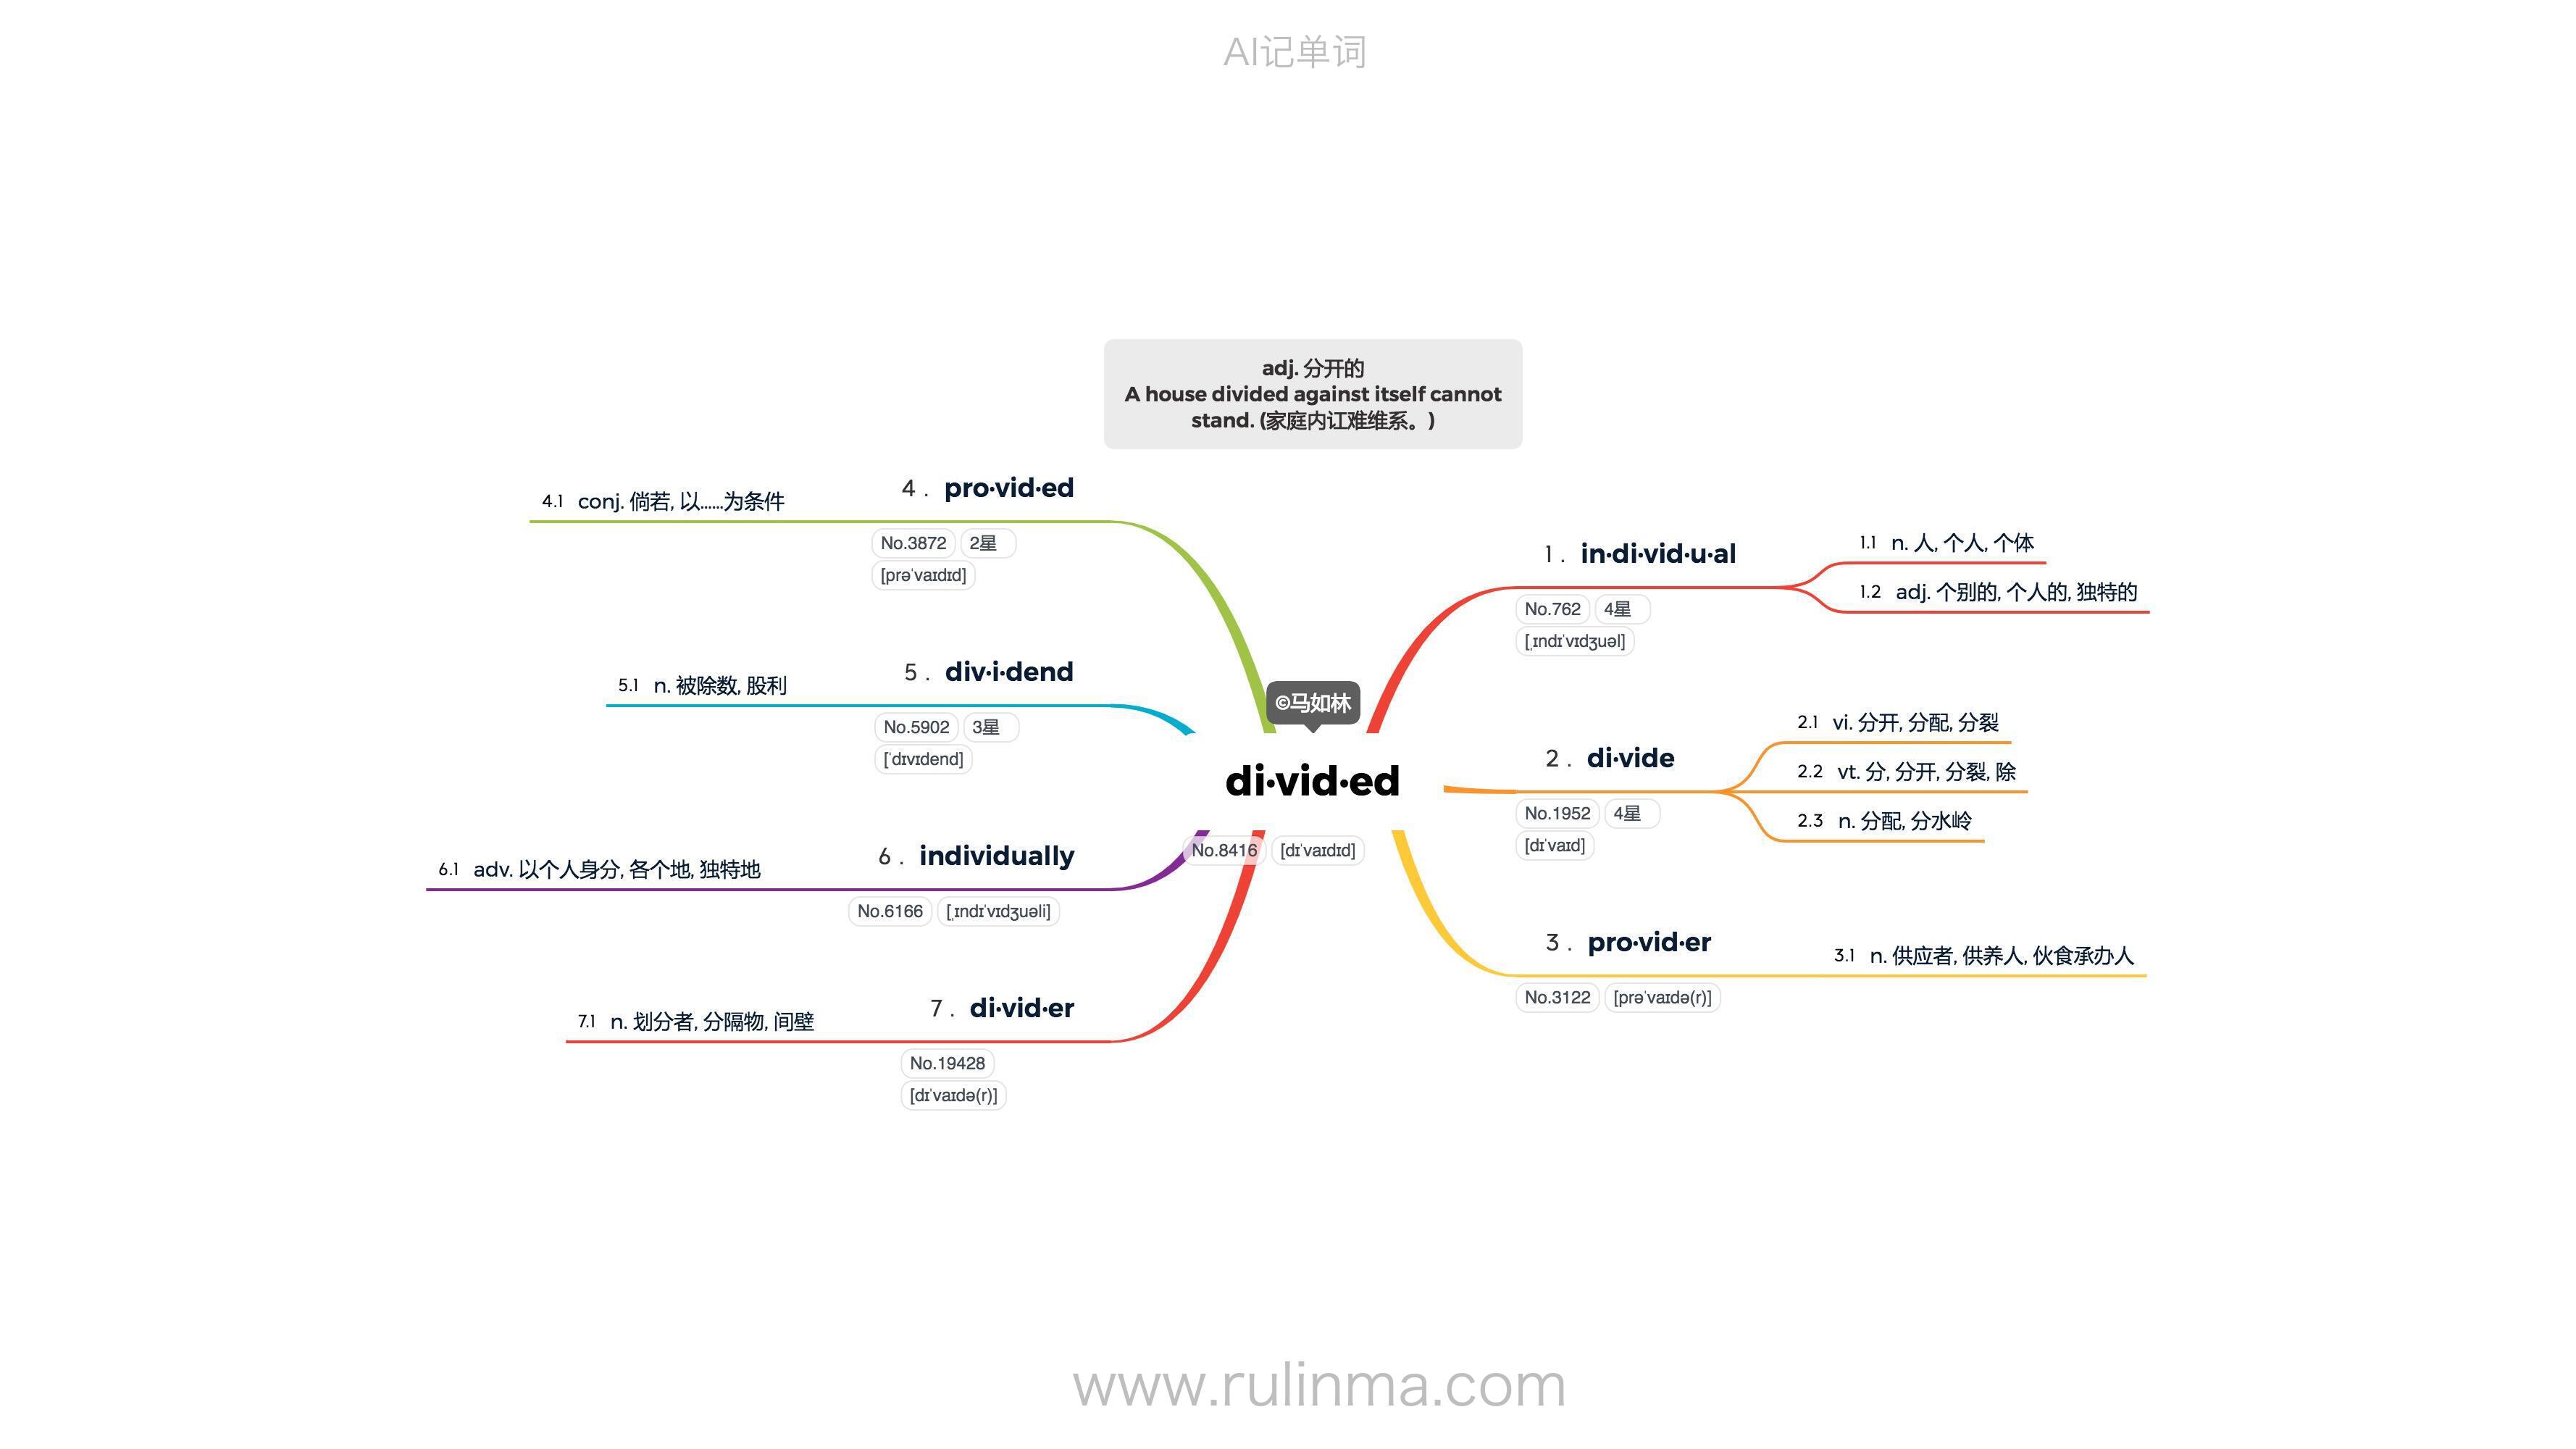 AI记单词
adj. 分开的
A house divided against itself cannot
stand. (家庭内讧难维系。)
©马如林
di·vid·ed
No.8416 [dɪˈvaɪdɪd]
1. in·di·vid·u·al
No.762 4星
[ˌɪndɪˈvɪdʒuəl]
1.1 n. 人, 个人, 个体
1.2 adj. 个别的, 个人的, 独特的
2. di·vide
No.1952 4星
[dɪˈvaɪd]
2.1 vi. 分开, 分配, 分裂
2.2 vt. 分, 分开, 分裂, 除
2.3 n. 分配, 分水岭
3. pro·vid·er
No.3122 [prəˈvaɪdə(r)]
3.1 n. 供应者, 供养人, 伙食承办人
4. pro·vid·ed
No.3872 2星
[prəˈvaɪdɪd]
4.1 conj. 倘若, 以......为条件
5. div·i·dend
No.5902 3星
[ˈdɪvɪdend]
5.1 n. 被除数, 股利
6. individually
No.6166 [ˌɪndɪˈvɪdʒuəli]
6.1 adv. 以个人身分, 各个地, 独特地
7. di·vid·er
No.19428
[dɪˈvaɪdə(r)]
7.1 n. 划分者, 分隔物, 间壁
www.rulinma.com